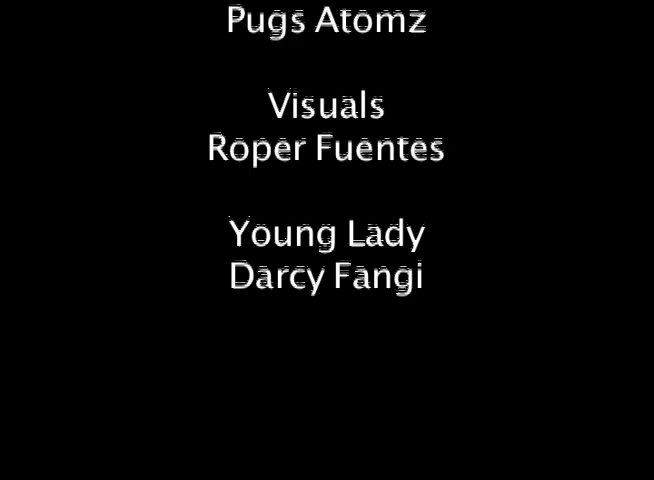 Pugs Atomz
Visuals
Roper Fuentes
Young Lady
Darcy Fangi